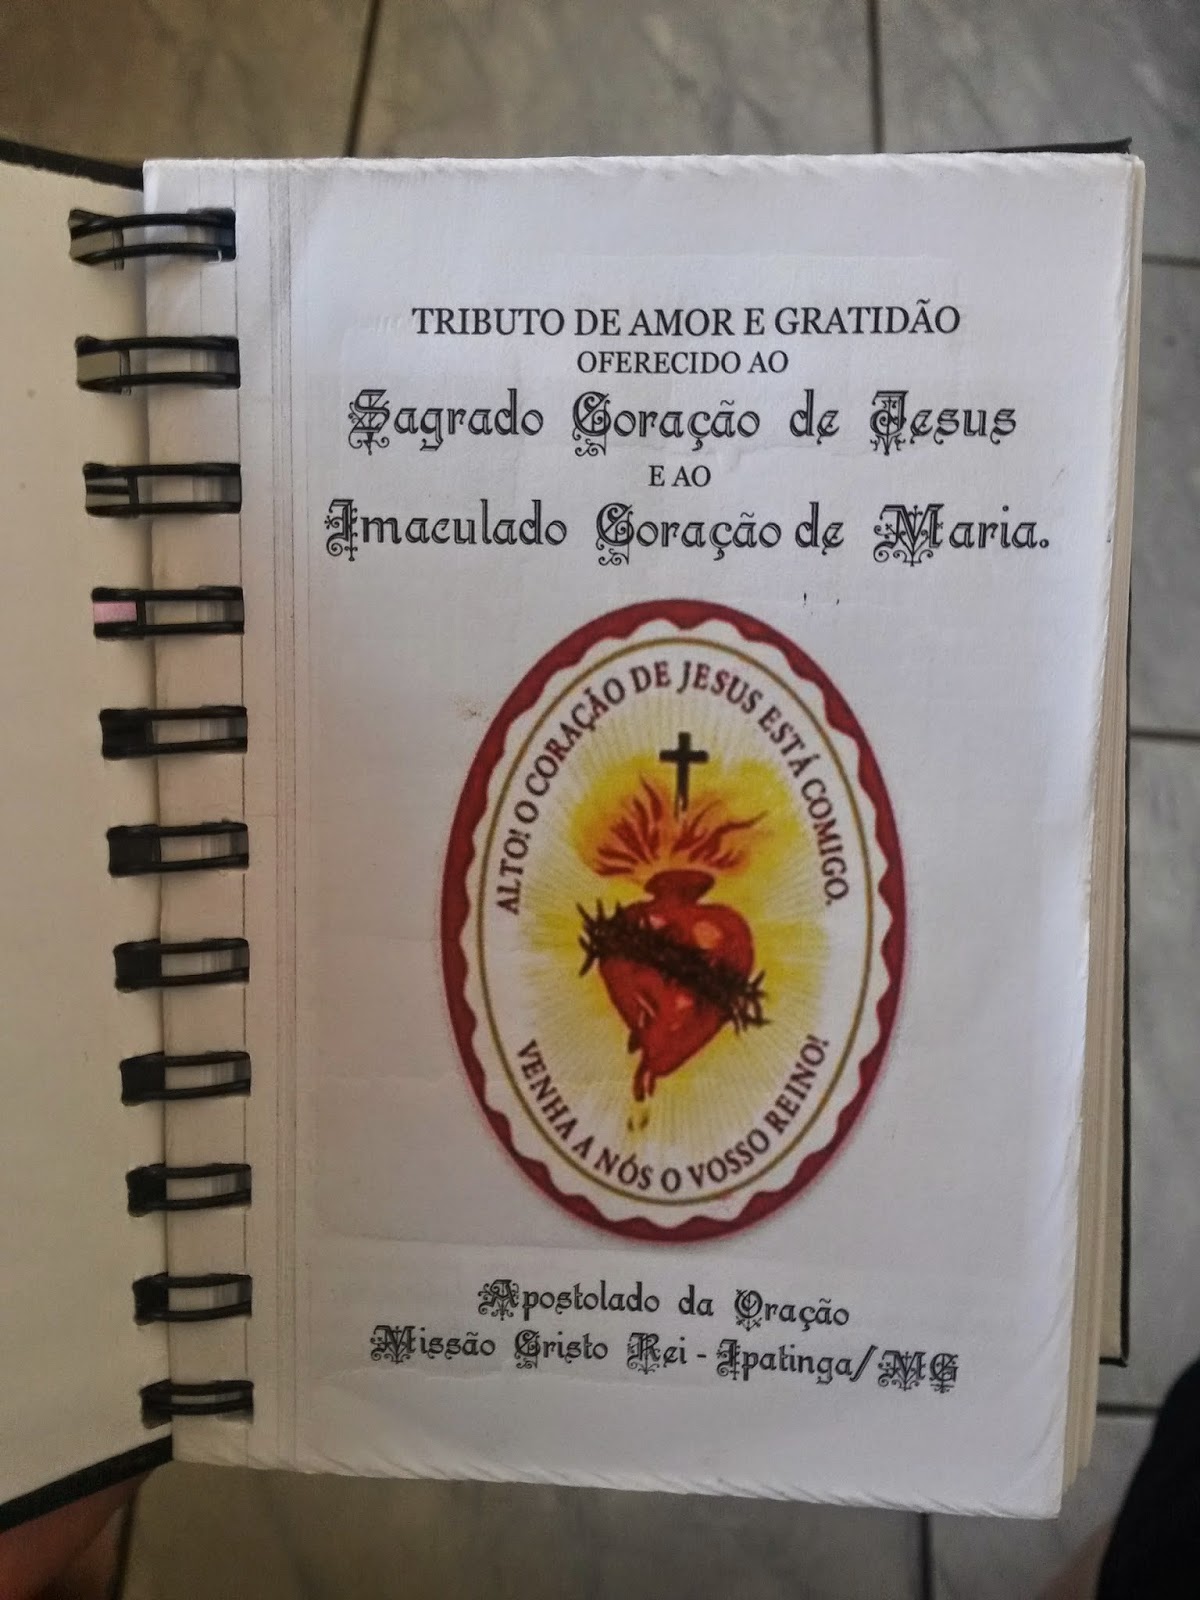 TRIBUTO DE AMOR E GRATIDÃO
OFERECIDO AO
Sagrado Coração de Jesus
E AO
Imaculado Coração de Maria.
ALTO! O CORAÇÃO DE JESUS ESTÁ COMIGO.
VENHA A NÓS O VOSSO REINO!
Apostolado da Oração
Missão Cristo Rei - Ipatinga/MG